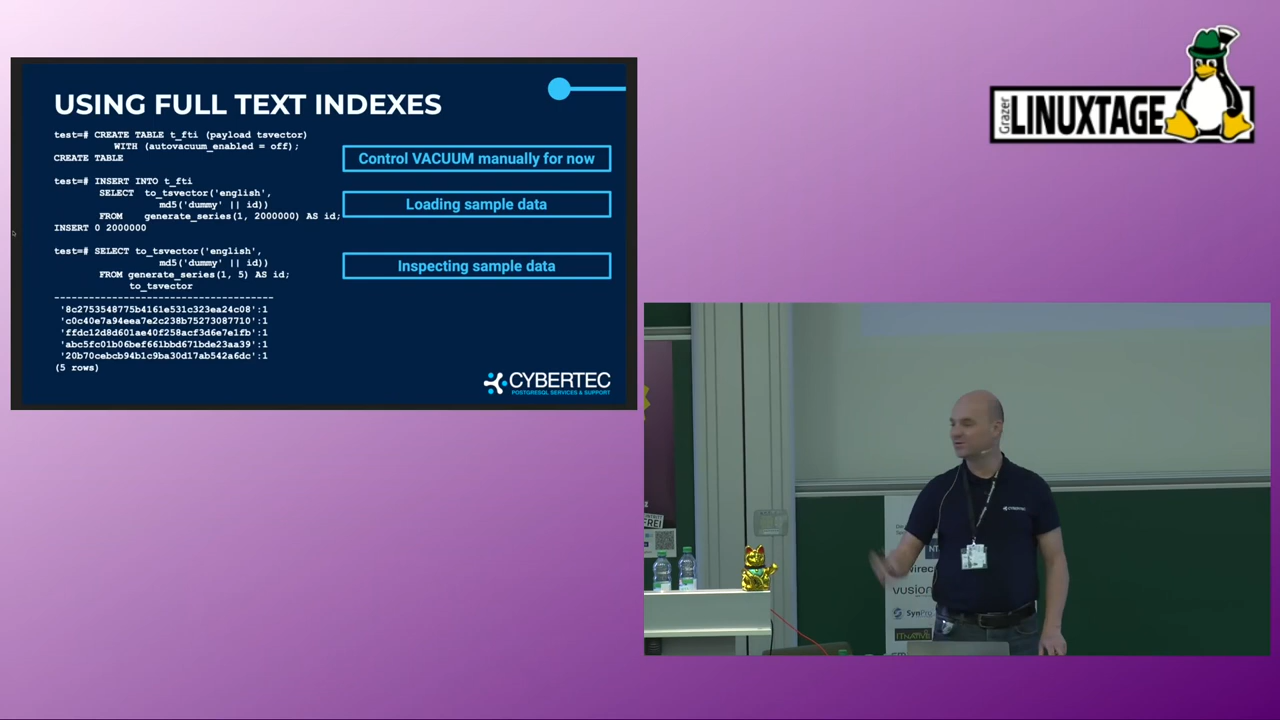 USING FULL TEXT INDEXES
test=# CREATE TABLE t_fti (payload tsvector)
WITH (autovacuum_enabled = off);
CREATE TABLE
Control VACUUM manually for now
test=# INSERT INTO t_fti
SELECT to_tsvector('english',
md5('dummy' || id))
FROM generate_series(1, 2000000) AS id;
INSERT 0 2000000
Loading sample data
test=# SELECT to_tsvector('english',
md5('dummy' || id))
FROM generate_series(1, 5) AS id;
to_tsvector
--------------------------------------
'8c2753548775b4161e531c323ea24c08':1
'c0c40e7a94eea7e2c238b75273087710':1
'ffdc12d8d601ae40f258acf3d6e7e1fb':1
'abc5fc01b06bef661bbd671bde23aa39':1
'20b70cebcb94b1c9ba30d17ab542a6dc':1
(5 rows)
Inspecting sample data
CYBERTEC
POSTGRESQL SERVICES & SUPPORT
Grazer
LINUXTAGE
FREI
CYBERTEC
SynPro